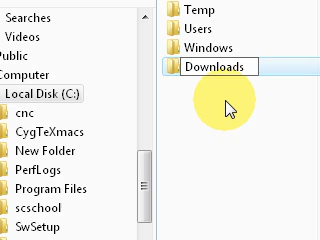 Searches
Videos
Public
Computer
Local Disk (C:)
cnc
CygTeXmacs
New Folder
PerfLogs
Program Files
scschool
SwSetup
Temp
Users
Windows
Downloads